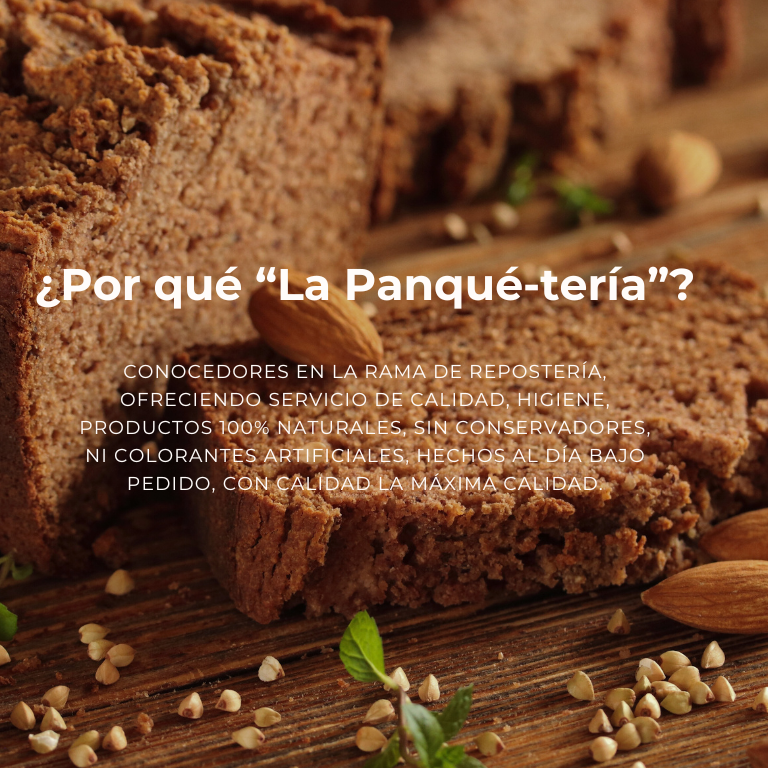 ¿Por qué “La Panqué-tería”?
CONOCEDORES EN LA RAMA DE REPOSTERÍA,
OFRECIENDO SERVICIO DE CALIDAD, HIGIENE,
PRODUCTOS 100% NATURALES, SIN CONSERVADORES,
NI COLORANTES ARTIFICIALES, HECHOS AL DÍA BAJO
PEDIDO, CON CALIDAD LA MÁXIMA CALIDAD.